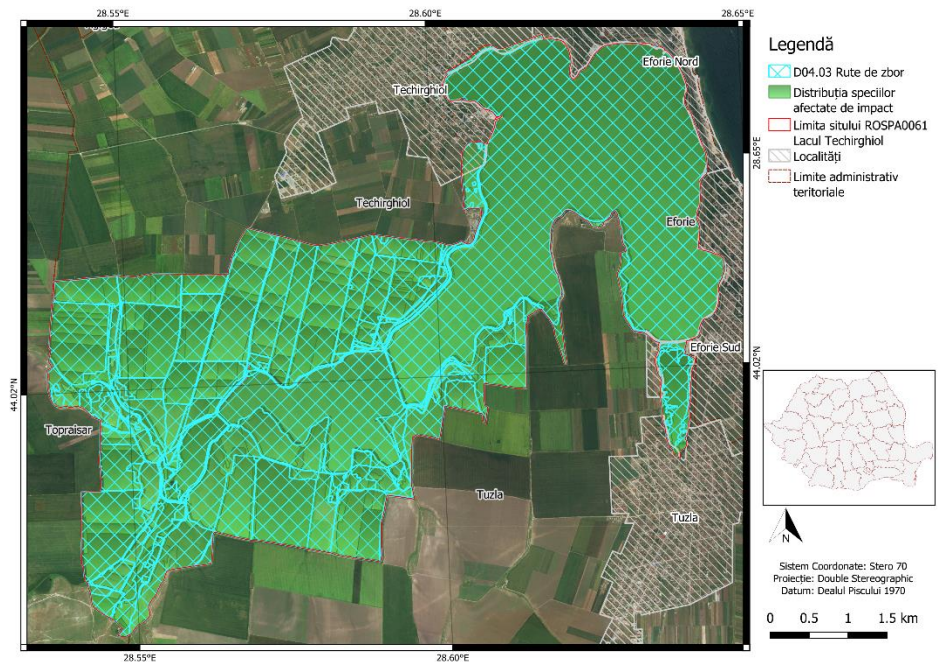 28.55°E
28.60°E
28.65°E
Eforie Nord
Techirghiol
28.65°E
Techirghiol
Eforie
Eforie Sud
44.02°N
44.02°N
Topraisar
Tuzla
Tuzla
28.55°E
28.60°E
Legendă
D04.03 Rute de zbor
Distribuția speciilor
afectate de impact
Limita sitului ROSPA0061
Lacul Techirghiol
Localități
Limite administrativ
teritoriale
N
Sistem Coordonate: Stero 70
Proiecție: Double Stereographic
Datum: Dealul Piscului 1970
0 0.5 1 1.5 km